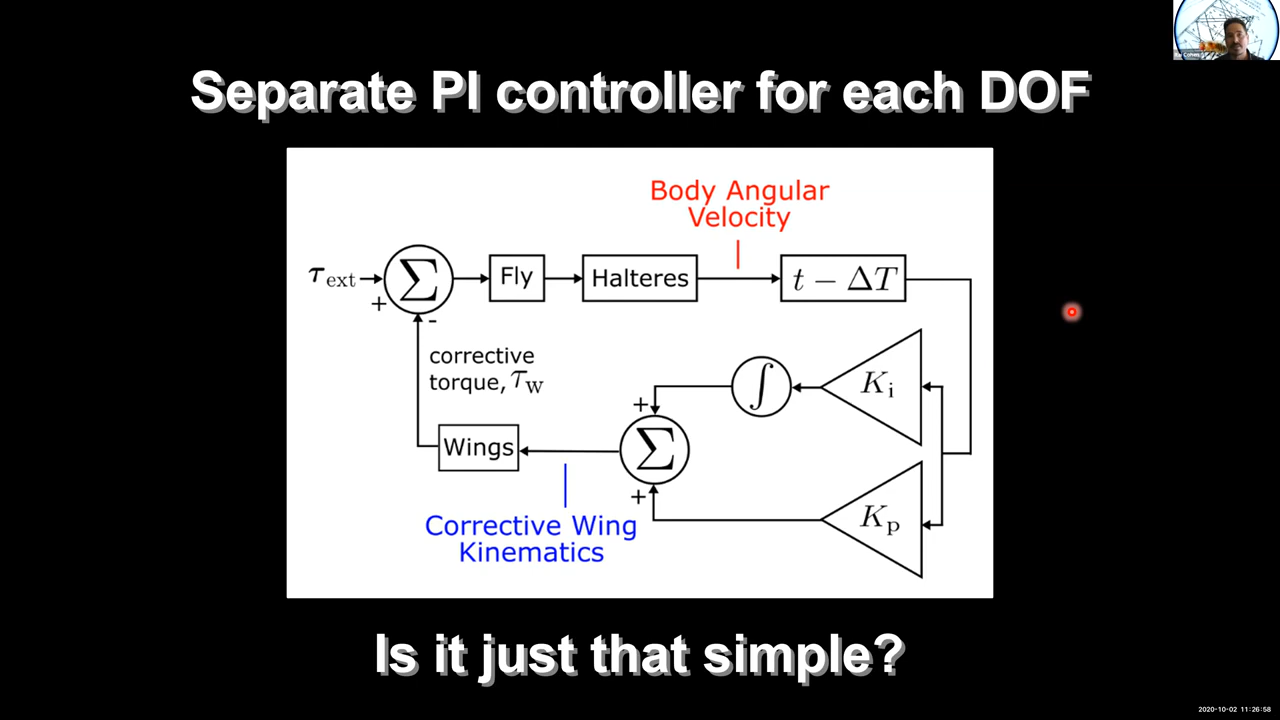 Separate PI controller for each DOF
Body Angular
Velocity
τext
+
-
Σ
Fly
Halteres
t − ΔT
corrective
torque, τW
Ki
∫
+
Σ
Wings
+
Kp
Corrective Wing
Kinematics
Is it just that simple?
2020-10-02 11:26:58